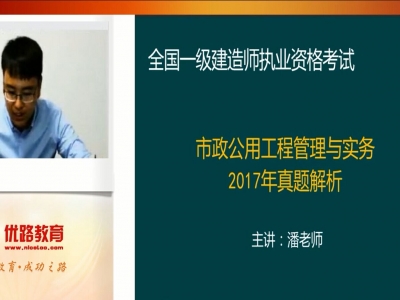 全国一级建造师执业资格考试
市政公用工程管理与实务
2017年真题解析
主讲：潘老师
优路教育
www.niceloo.com
教育·成功之路